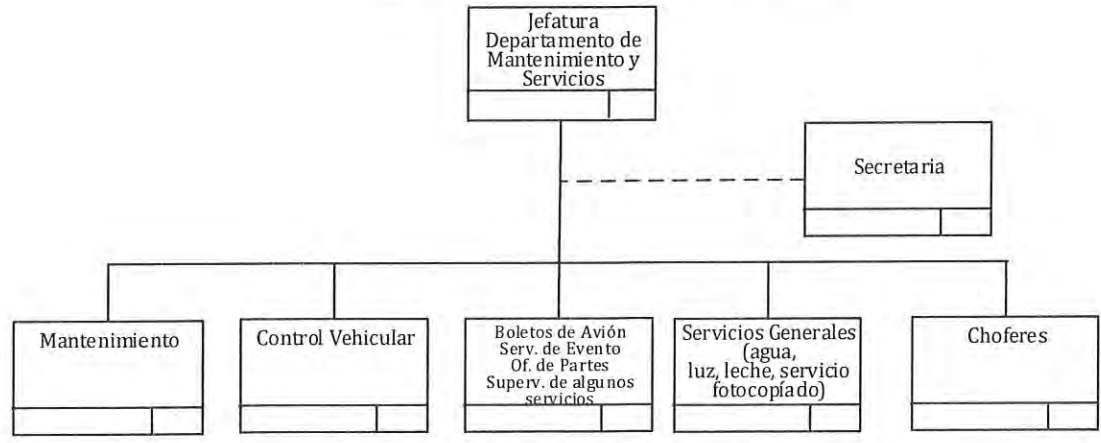 Jefatura
Departamento de
Mantenimiento y
Servicios
Secretaria
Mantenimiento
Control Vehicular
Boletos de Avión
Serv. de Evento
Of. de Partes
Superv. de algunos
servicios
Servicios Generales
(agua,
luz, leche, servicio
fotocopíado)
Choferes